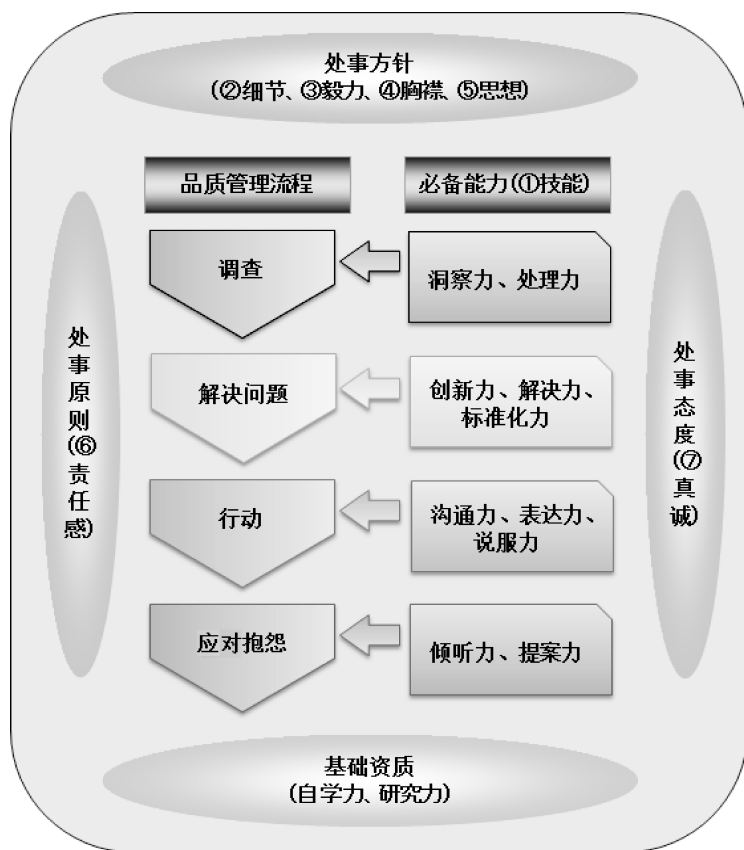 处事方针
(②细节、③毅力、④胸襟、⑤思想)
品质管理流程
必备能力(①技能)
调查
洞察力、处理力
解决问题
创新力、解决力、
标准化力
行动
沟通力、表达力、
说服力
应对抱怨
倾听力、提案力
处事原则(⑥责任感)
处事态度(⑦真诚)
基础资质
(自学力、研究力)